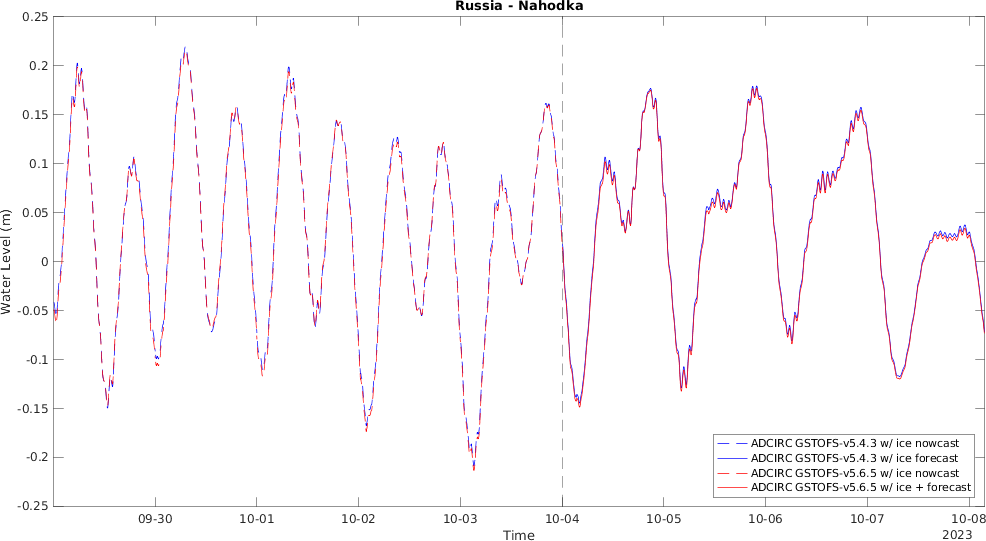 Russia - Nahodka
0.25
0.2
0.15
0.1
0.05
0
-0.05
-0.1
-0.15
-0.2
-0.25
Water Level (m)
ADCIRC GSTOFS-v5.4.3 w/ ice nowcast
ADCIRC GSTOFS-v5.4.3 w/ ice forecast
ADCIRC GSTOFS-v5.6.5 w/ ice nowcast
ADCIRC GSTOFS-v5.6.5 w/ ice + forecast
09-30 10-01 10-02 10-03 10-04 10-05 10-06 10-07 10-08
Time 2023